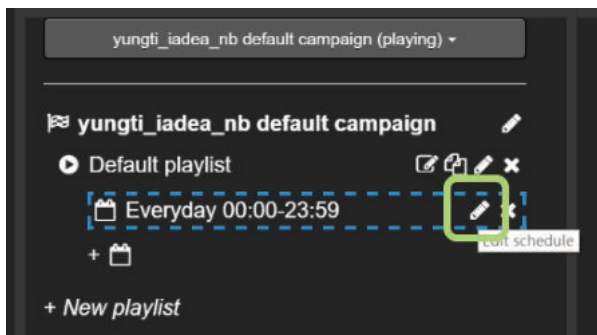 yungti_iadea_nb default campaign (playing)
yungti_iadea_nb default campaign
Default playlist
Everyday 00:00-23:59
Edit schedule
+
+ New playlist